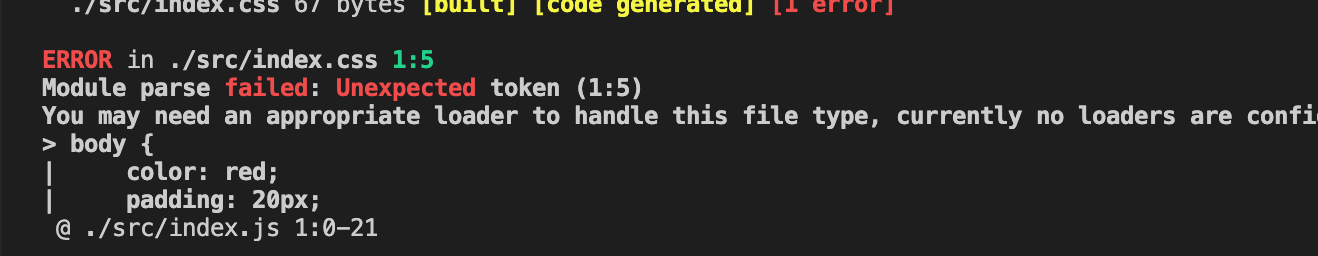 ./src/index.css 67 bytes [built] [code generated] [1 error]
ERROR in ./src/index.css 1:5
Module parse failed: Unexpected token (1:5)
You may need an appropriate loader to handle this file type, currently no loaders are confi
> body {
|     color: red;
|     padding: 20px;
 @ ./src/index.js 1:0-21